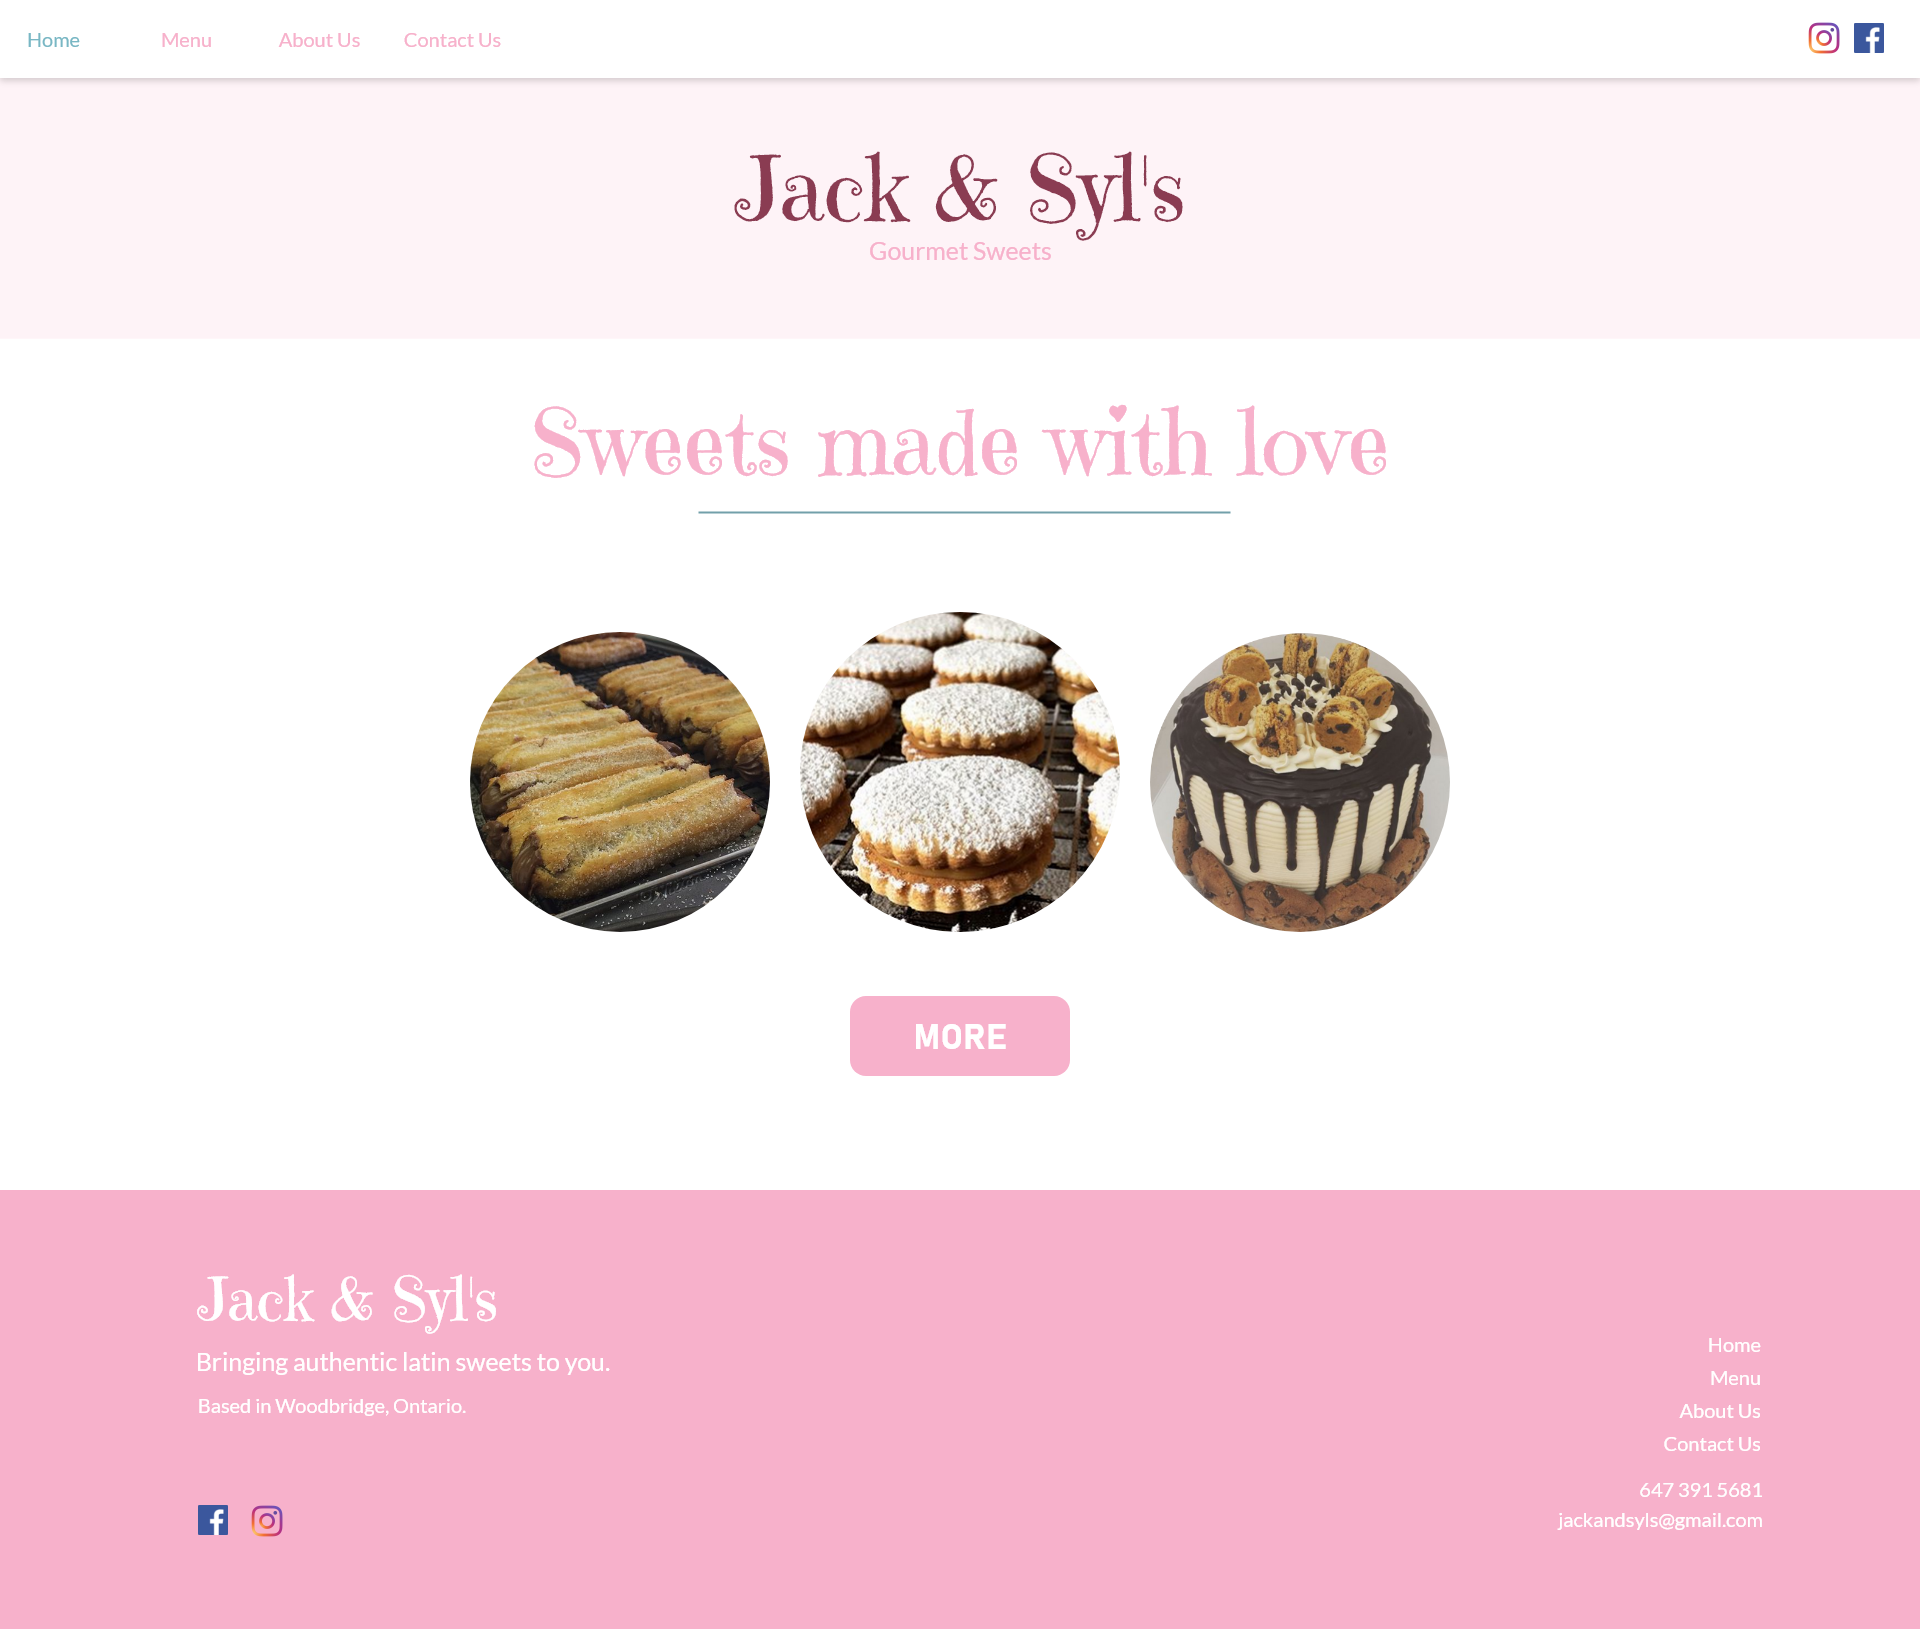 Home Menu About Us Contact Us
Jack & Syl's
Gourmet Sweets
Sweets made with love
MORE
Jack & Syl's
Bringing authentic latin sweets to you.
Based in Woodbridge, Ontario.
Home
Menu
About Us
Contact Us
647 391 5681
jackandsyls@gmail.com